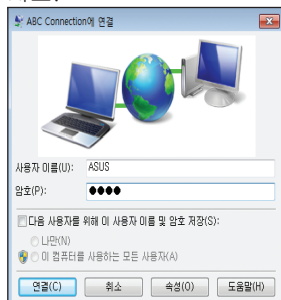 ABC Connection에 연결
사용자 이름(U): ASUS
암호(P): ●●●●
다음 사용자를 위해 이 사용자 이름 및 암호 저장(S):
나만(N)
이 컴퓨터를 사용하는 모든 사용자(A)
연결(C) 취소 속성(O) 도움말(H)